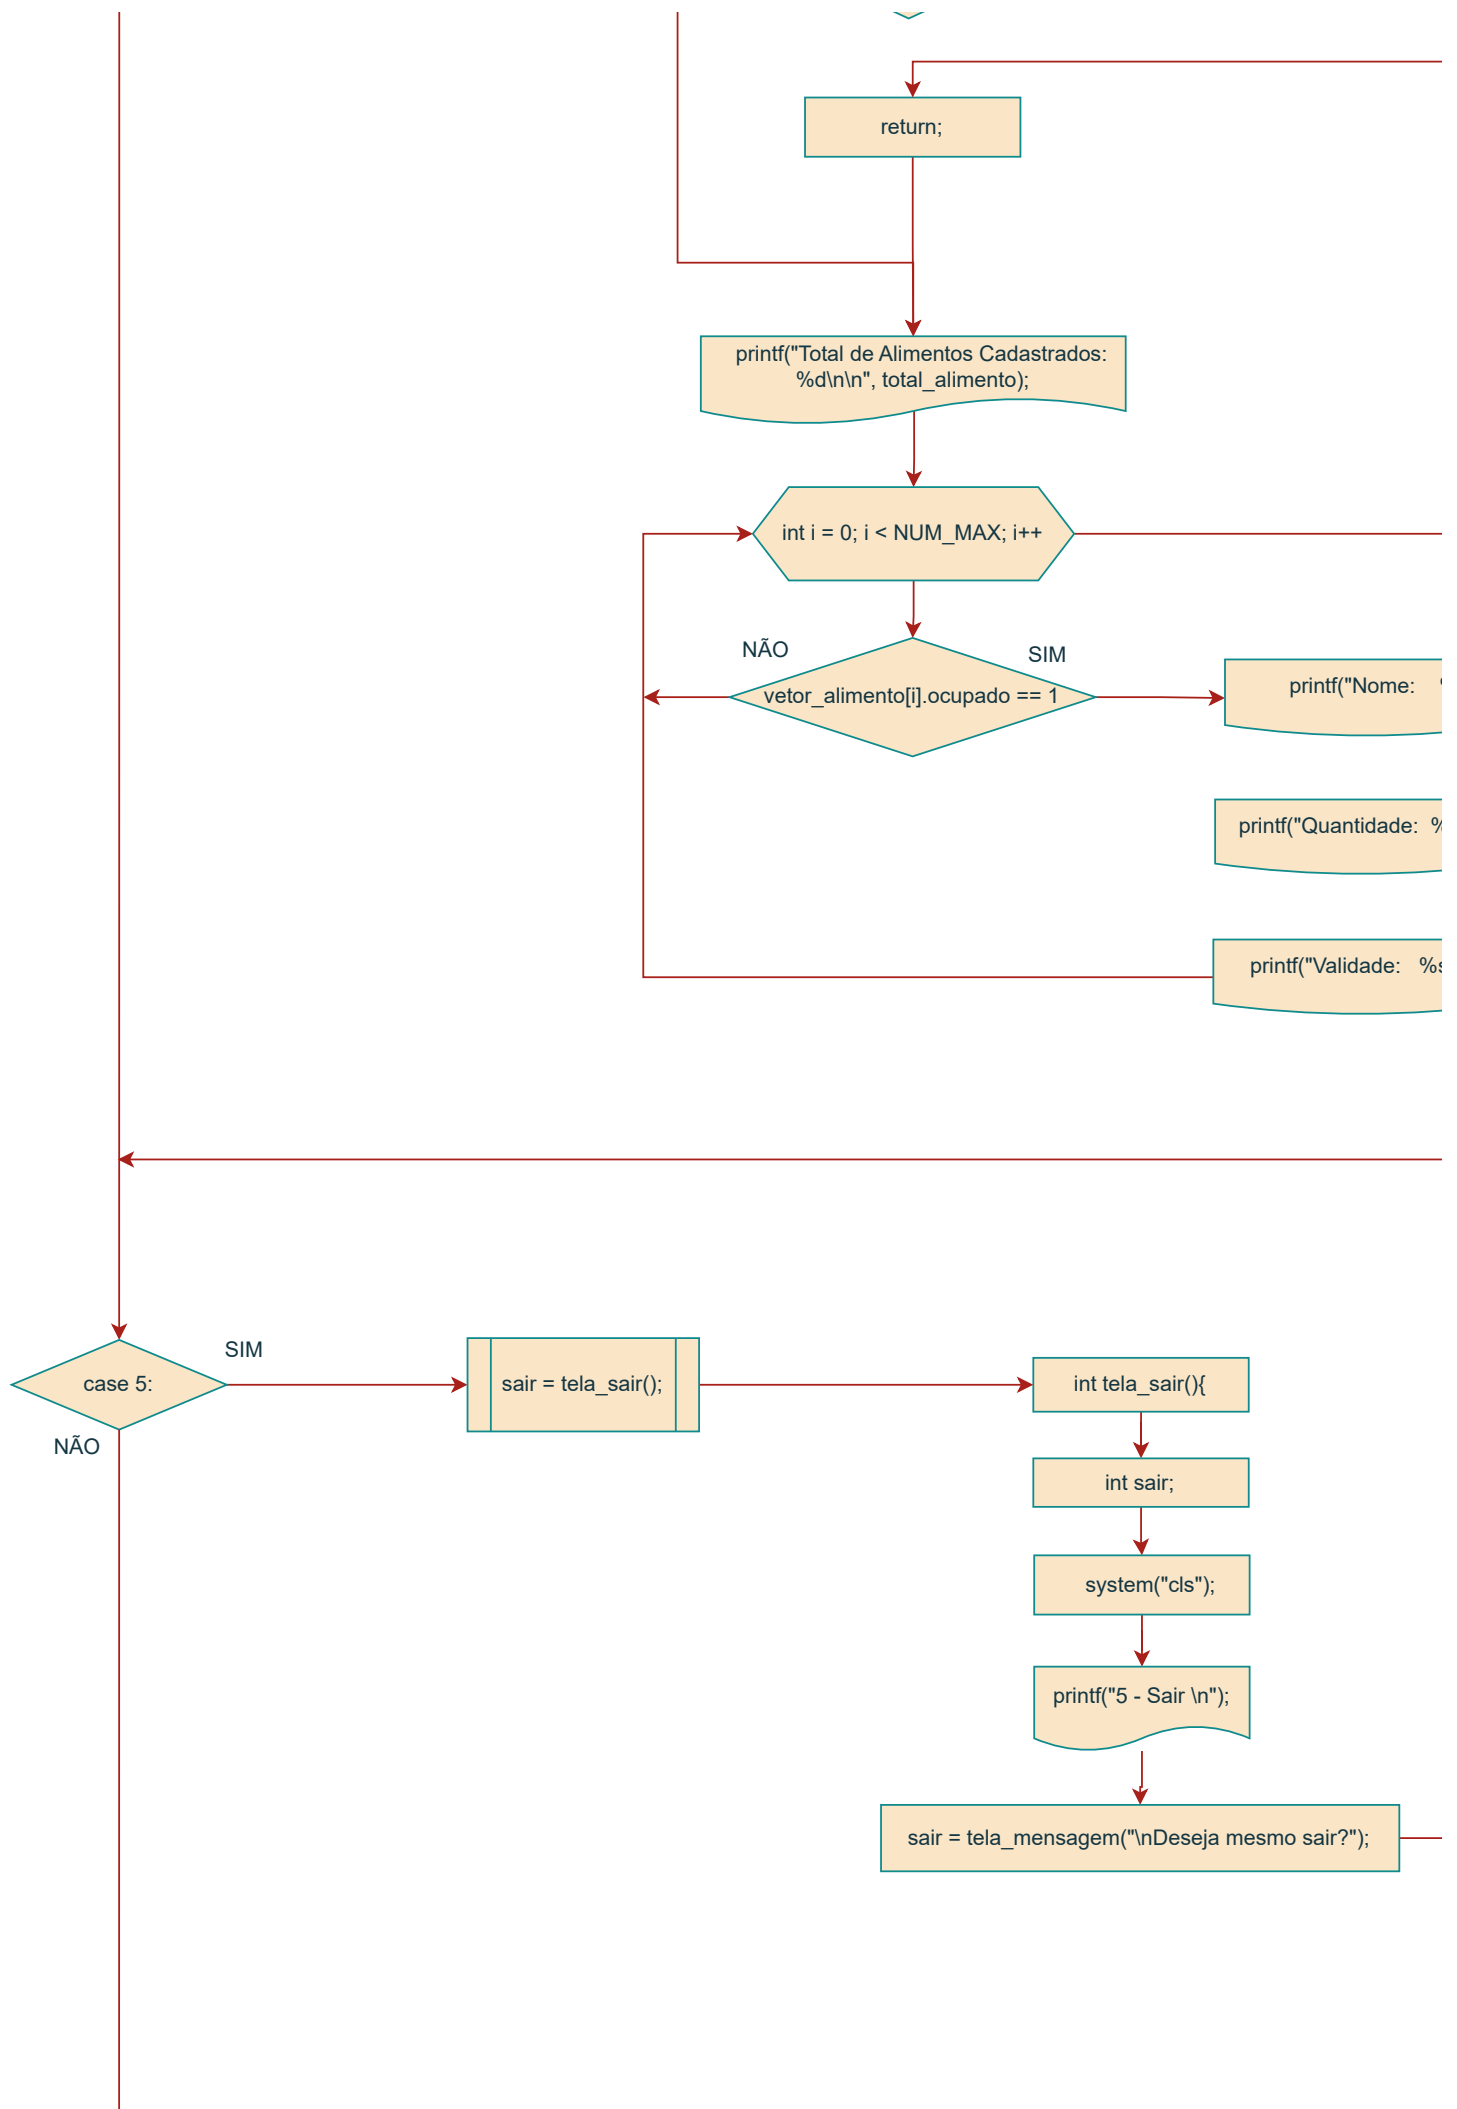 return;
printf("Total de Alimentos Cadastrados:
%d\n\n", total_alimento);
int i = 0; i < NUM_MAX; i++
NÃO
SIM
vetor_alimento[i].ocupado == 1
printf("Nome:
printf("Quantidade: %
printf("Validade: %s
SIM
case 5:
sair = tela_sair();
int tela_sair(){
NÃO
int sair;
system("cls");
printf("5 - Sair \n");
sair = tela_mensagem("\nDeseja mesmo sair?");